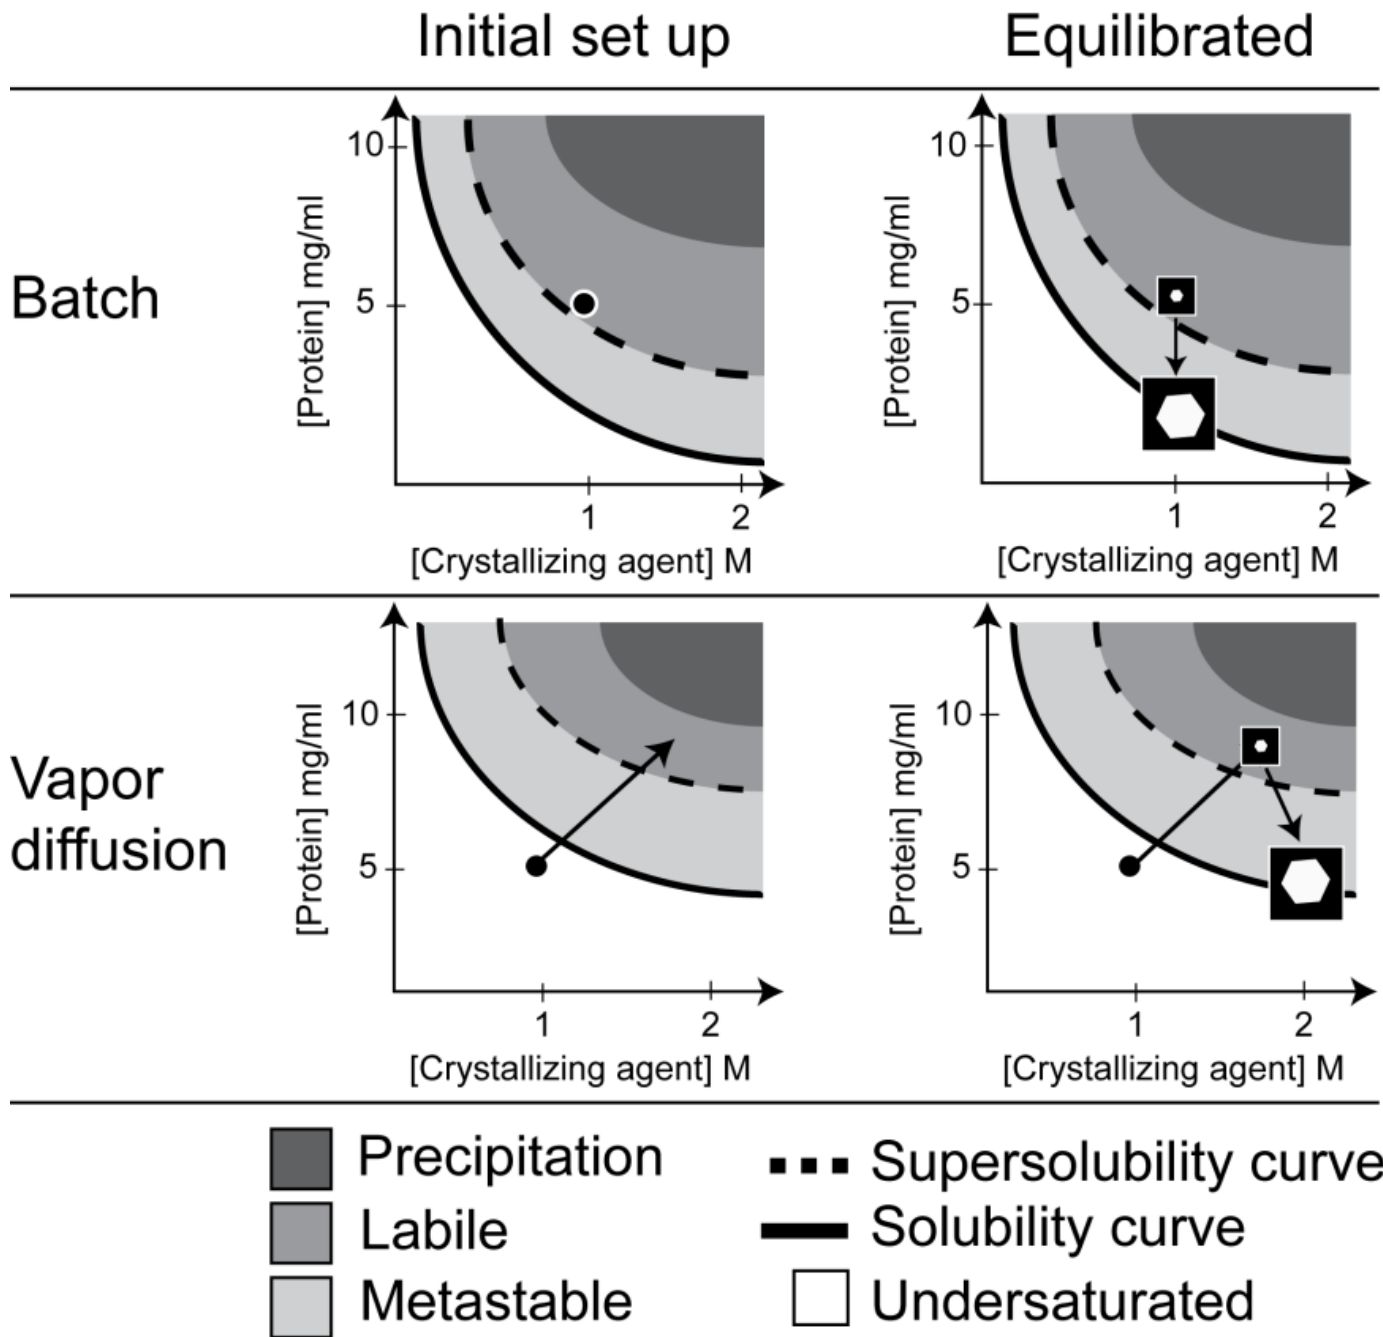 Initial set up
Equilibrated
Batch
[Protein] mg/ml
10
5
1
2
[Crystallizing agent] M
[Protein] mg/ml
10
5
1
2
[Crystallizing agent] M
Vapor
diffusion
[Protein] mg/ml
10
5
1
2
[Crystallizing agent] M
[Protein] mg/ml
10
5
1
2
[Crystallizing agent] M
Precipitation
Labile
Metastable
Supersolubility curve
Solubility curve
Undersaturated